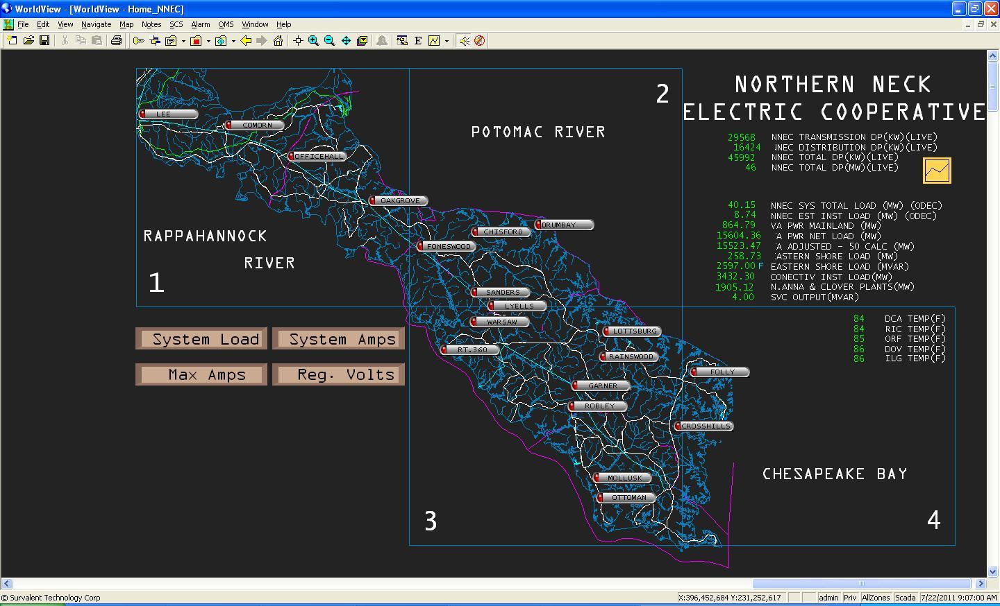 WorldView - [WorldView - Home_NNEC]
File Edit View Navigate Map Notes SCS Alarm OMS Window Help
E
NORTHERN NECK
ELECTRIC COOPERATIVE
2
LEE
COMORN
POTOMAC RIVER
OFFICEHALL
29568 NNEC TRANSMISSION DP(KW)(LIVE)
16424 NNEC DISTRIBUTION DP(KW)(LIVE)
45992 NNEC TOTAL DP(KW)(LIVE)
46 NNEC TOTAL DP(MW)(LIVE)
OAKGROVE
40.15 NNEC SYS TOTAL LOAD (MW) (ODEC)
8.74 NNEC EST INST LOAD (MW) (ODEC)
864.79 VA PWR MAINLAND (MW)
15604.36 VA PWR NET LOAD (MW)
15523.47 VA ADJUSTED - 50 CALC (MW)
258.73 EASTERN SHORE LOAD (MW)
2597.00 F EASTERN SHORE LOAD (MVAR)
3432.30 CONECTIV INST LOAD(MW)
1905.12 N.ANNA & CLOVER PLANTS(MW)
4.00 SVC OUTPUT(MVAR)
RAPPAHANNOCK
RIVER
1
CHISFORD
DRUMBAY
FONESWOOD
SANDERS
LYELLS
WARSAW
LOTTSBURG
84 DCA TEMP(F)
84 RIC TEMP(F)
85 ORF TEMP(F)
86 DOV TEMP(F)
86 ILG TEMP(F)
System Load System Amps
Max Amps Reg. Volts
RT.360
RAINSWOOD
FOLLY
GARNER
ROBLEY
CROSSHILLS
MOLLUSK
OTTOMAN
CHESAPEAKE BAY
3
4
© Survalent Technology Corp X:396,452,684 Y:231,252,617 admin Priv AllZones Scada 7/22/2011 9:07:00 AM